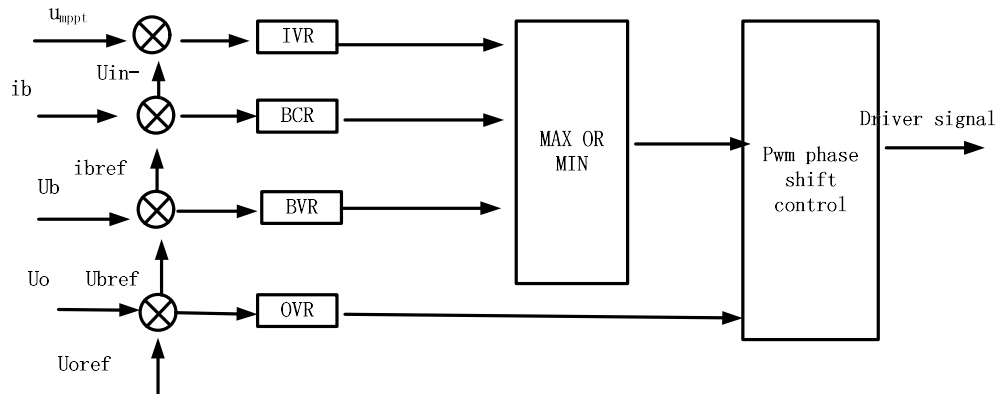 umppt
IVR
Uin-
ib
BCR
MAX OR
MIN
Driver signal
Pwm phase
shift
control
ibref
Ub
BVR
Uo
Ubref
OVR
Uoref